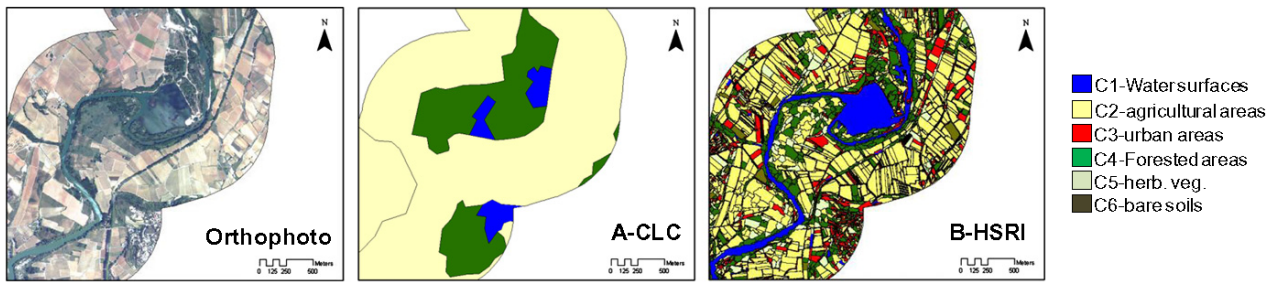 N
Orthophoto
0 125 250 500 Meters
N
A-CLC
0 125 250 500 Meters
N
B-HSRI
0 125 250 500 Meters
C1-Water surfaces
C2-agricultural areas
C3-urban areas
C4-Forested areas
C5-herb. veg.
C6-bare soils